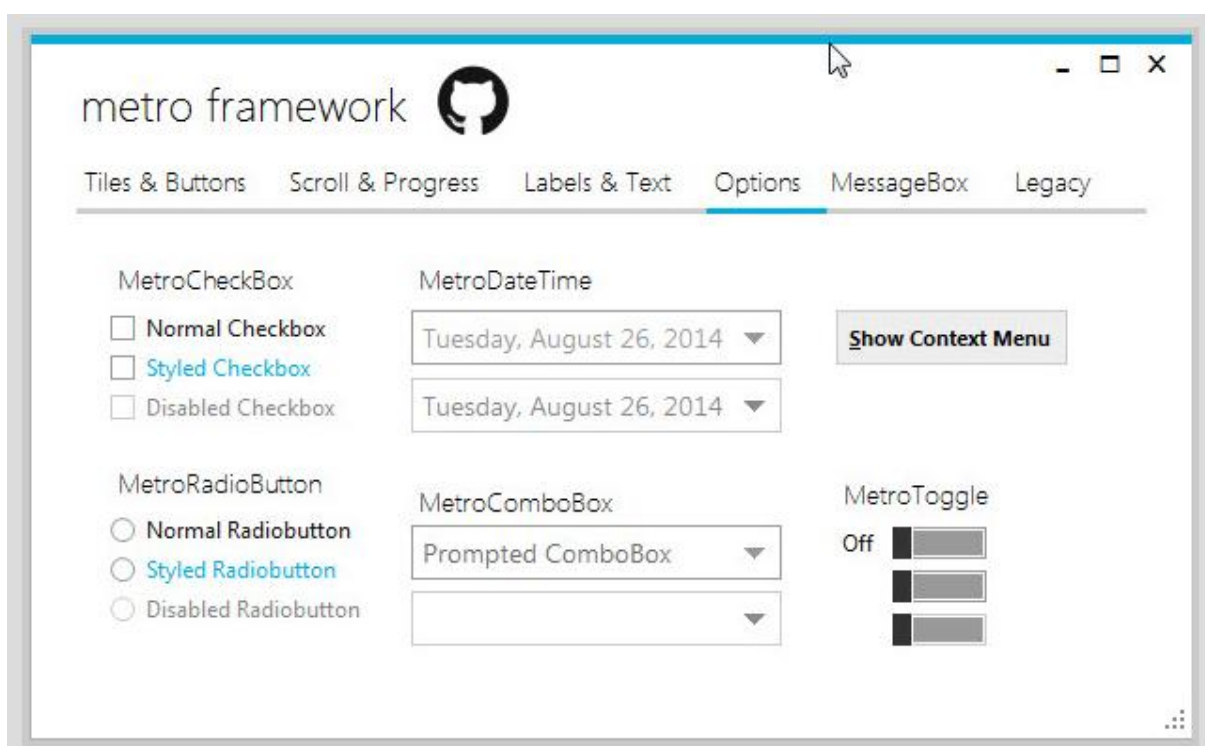 metro framework
Tiles & Buttons Scroll & Progress Labels & Text Options MessageBox Legacy
MetroCheckBox
Normal Checkbox
Styled Checkbox
Disabled Checkbox
MetroDateTime
Tuesday, August 26, 2014
Tuesday, August 26, 2014
Show Context Menu
MetroRadioButton
Normal Radiobutton
Styled Radiobutton
Disabled Radiobutton
MetroComboBox
Prompted ComboBox
MetroToggle
Off